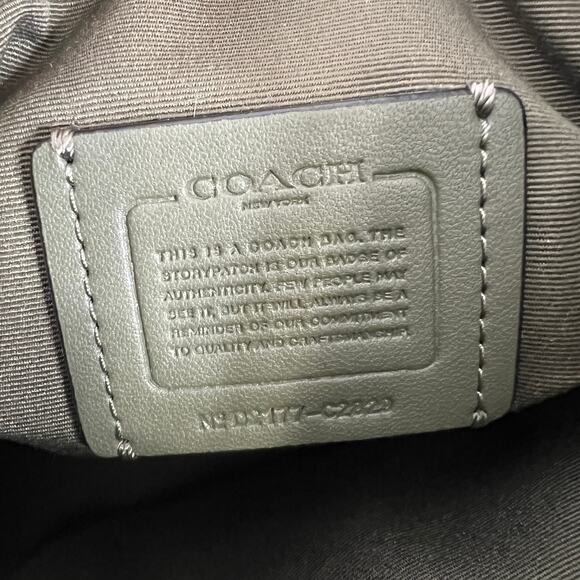 COACH
NEW YORK
THIS IS A COACH BAG. THE
STORYPATCH IS OUR BADGE OF
AUTHENTICITY. FEW PEOPLE MAY
SEE IT, BUT IT WILL ALWAYS BE A
REMINDER OF OUR COMMITMENT
TO QUALITY AND CRAFTSMANSHIP.
Nº